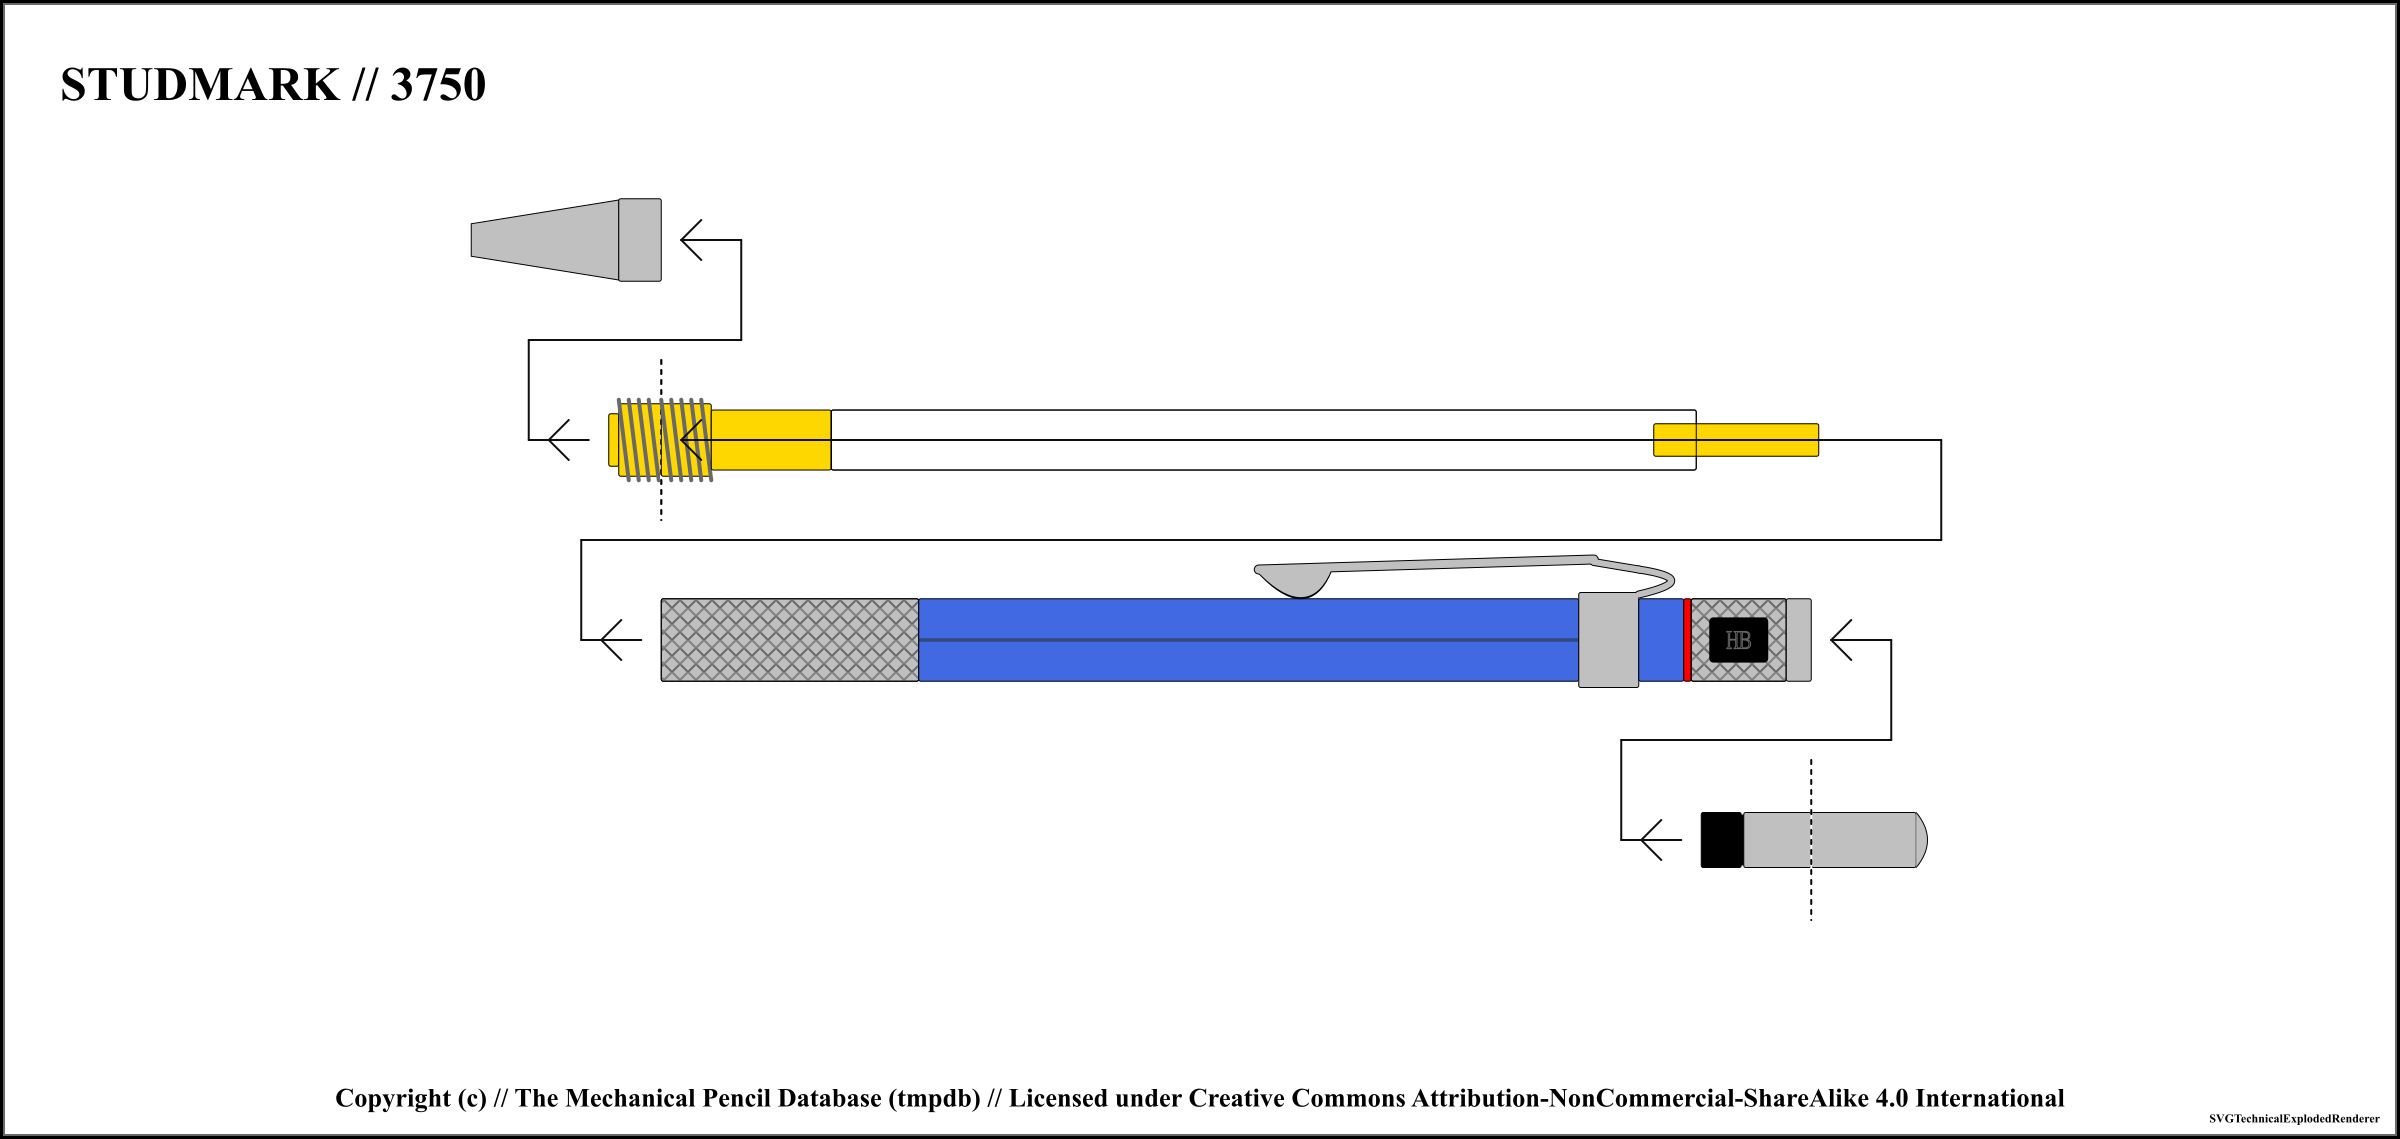 STUDMARK // 3750
HB
Copyright (c) // The Mechanical Pencil Database (tmpdb) // Licensed under Creative Commons Attribution-NonCommercial-ShareAlike 4.0 International
SVGTechnicalExplodedRenderer